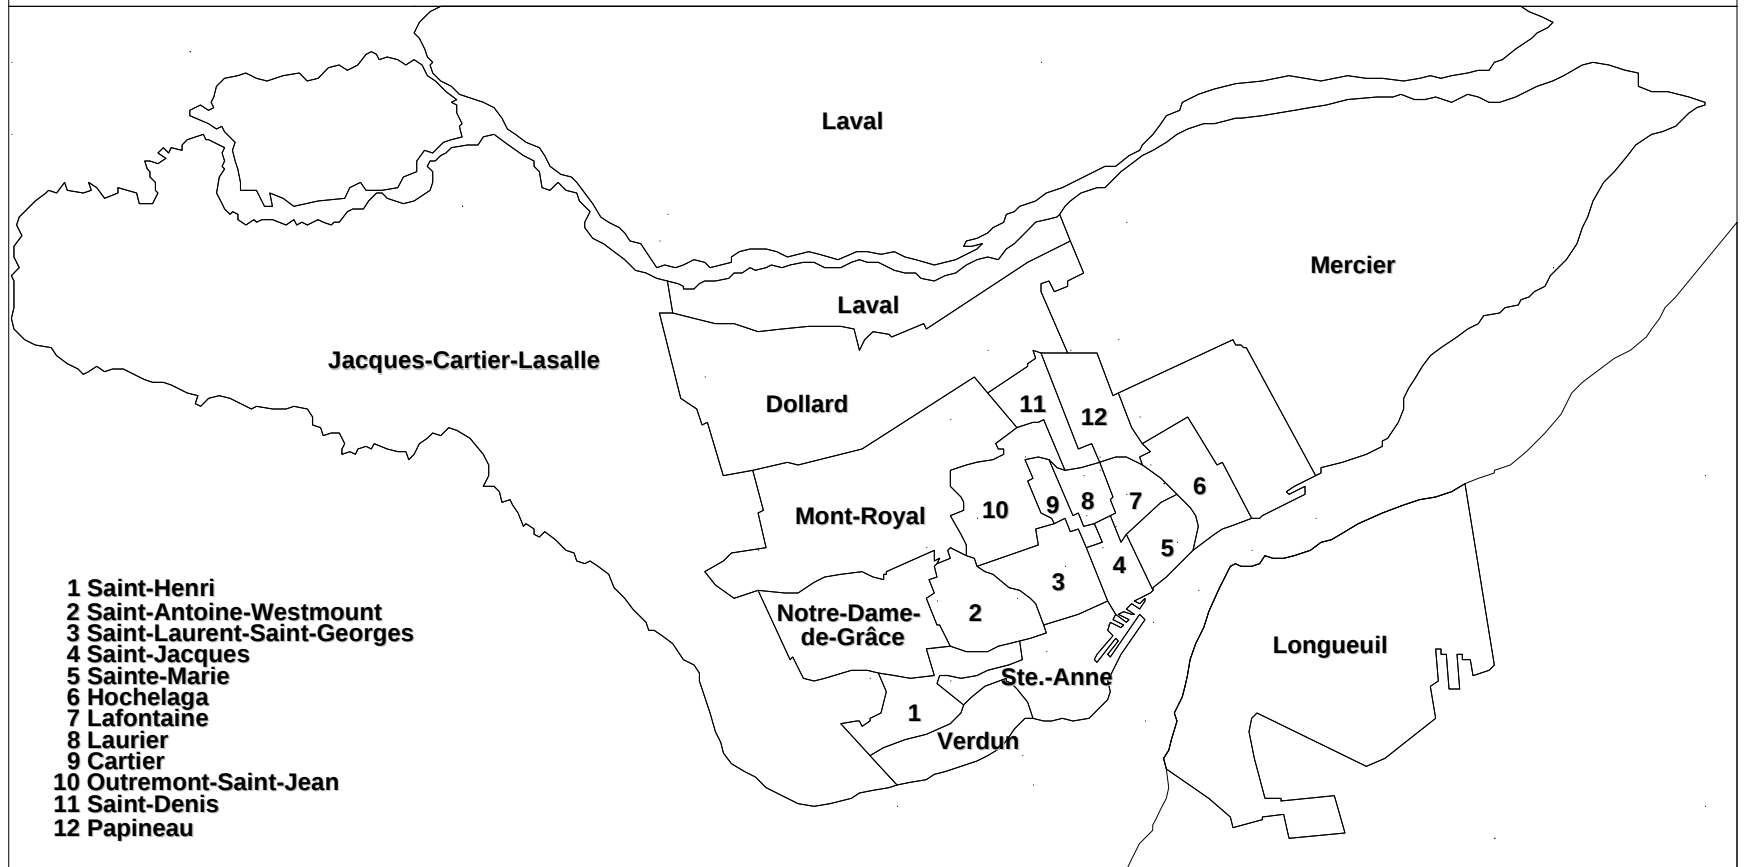 Laval
Mercier
Laval
Jacques-Cartier-Lasalle
Dollard
11
12
6
10
9
8
7
Mont-Royal
5
4
3
1 Saint-Henri
2 Saint-Antoine-Westmount
3 Saint-Laurent-Saint-Georges
4 Saint-Jacques
5 Sainte-Marie
6 Hochelaga
7 Lafontaine
8 Laurier
9 Cartier
10 Outremont-Saint-Jean
11 Saint-Denis
12 Papineau
Notre-Dame-
de-Grâce
2
Longueuil
Ste.-Anne
1
Verdun